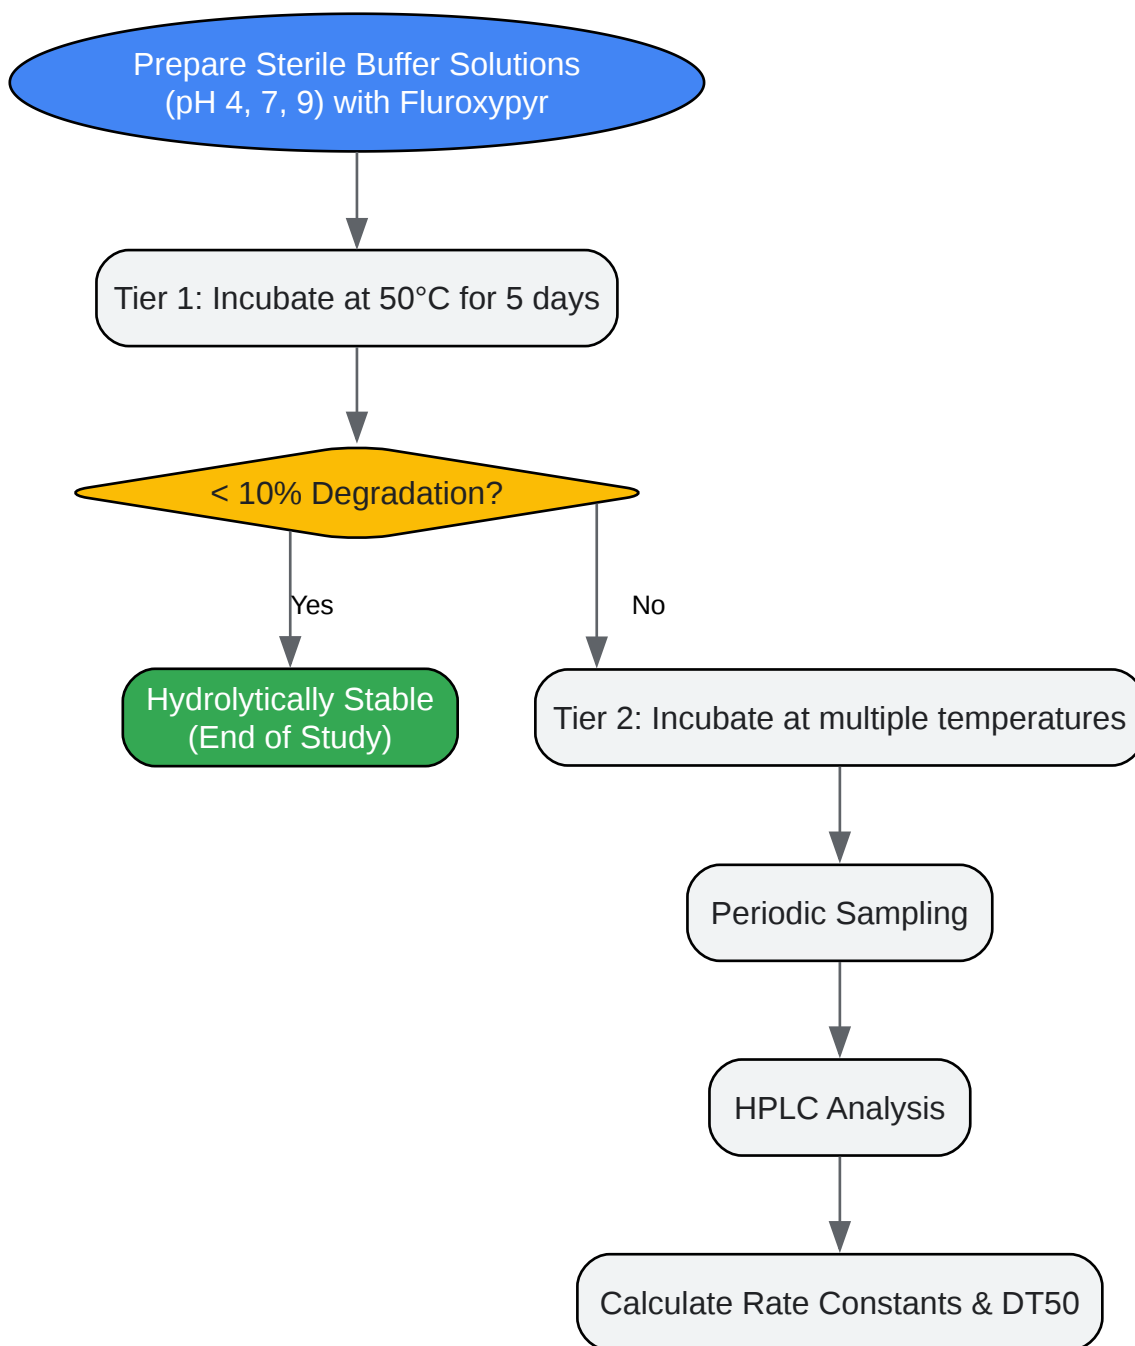 Prepare Sterile Buffer Solutions
(pH 4, 7, 9) with Fluroxypyr
Tier 1: Incubate at 50°C for 5 days
< 10% Degradation?
Yes
No
Hydrolytically Stable
(End of Study)
Tier 2: Incubate at multiple temperatures
Periodic Sampling
HPLC Analysis
Calculate Rate Constants & DT50